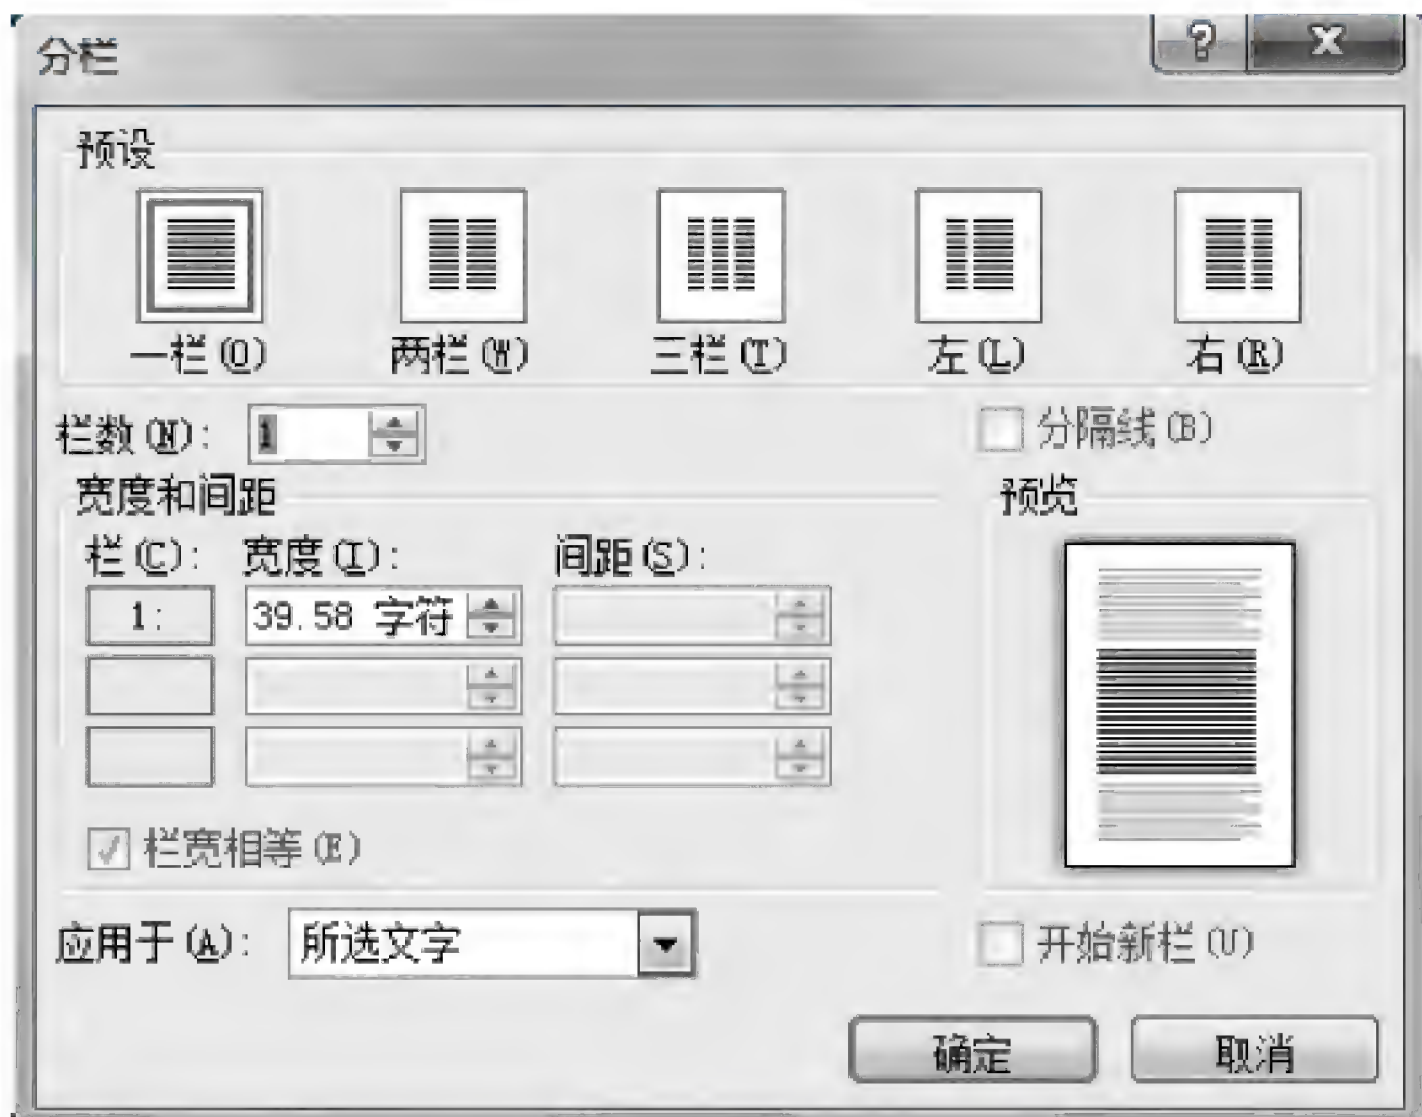 分栏
预设
一栏(O) 两栏(W) 三栏(T) 左(L) 右(R)
栏数(N): 1 分隔线(B)
宽度和间距 预览
栏(C): 宽度(I): 间距(S):
1: 39.58 字符
栏宽相等(E)
应用于(A): 所选文字 开始新栏(U)
确定 取消